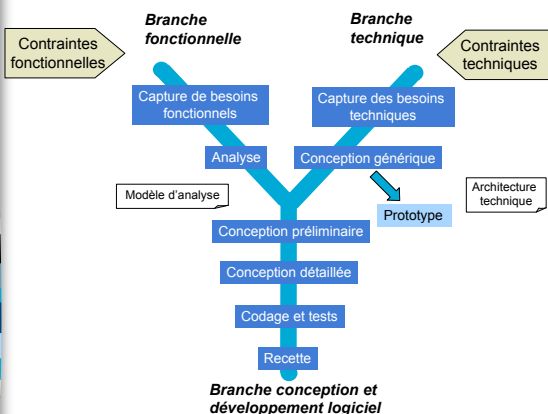 Branche
fonctionnelle
Branche
technique
Contraintes
fonctionnelles
Contraintes
techniques
Capture de besoins
fonctionnels
Capture des besoins
techniques
Analyse
Conception générique
Modèle d'analyse
Prototype
Architecture
technique
Conception préliminaire
Conception détaillée
Codage et tests
Recette
Branche conception et
développement logiciel